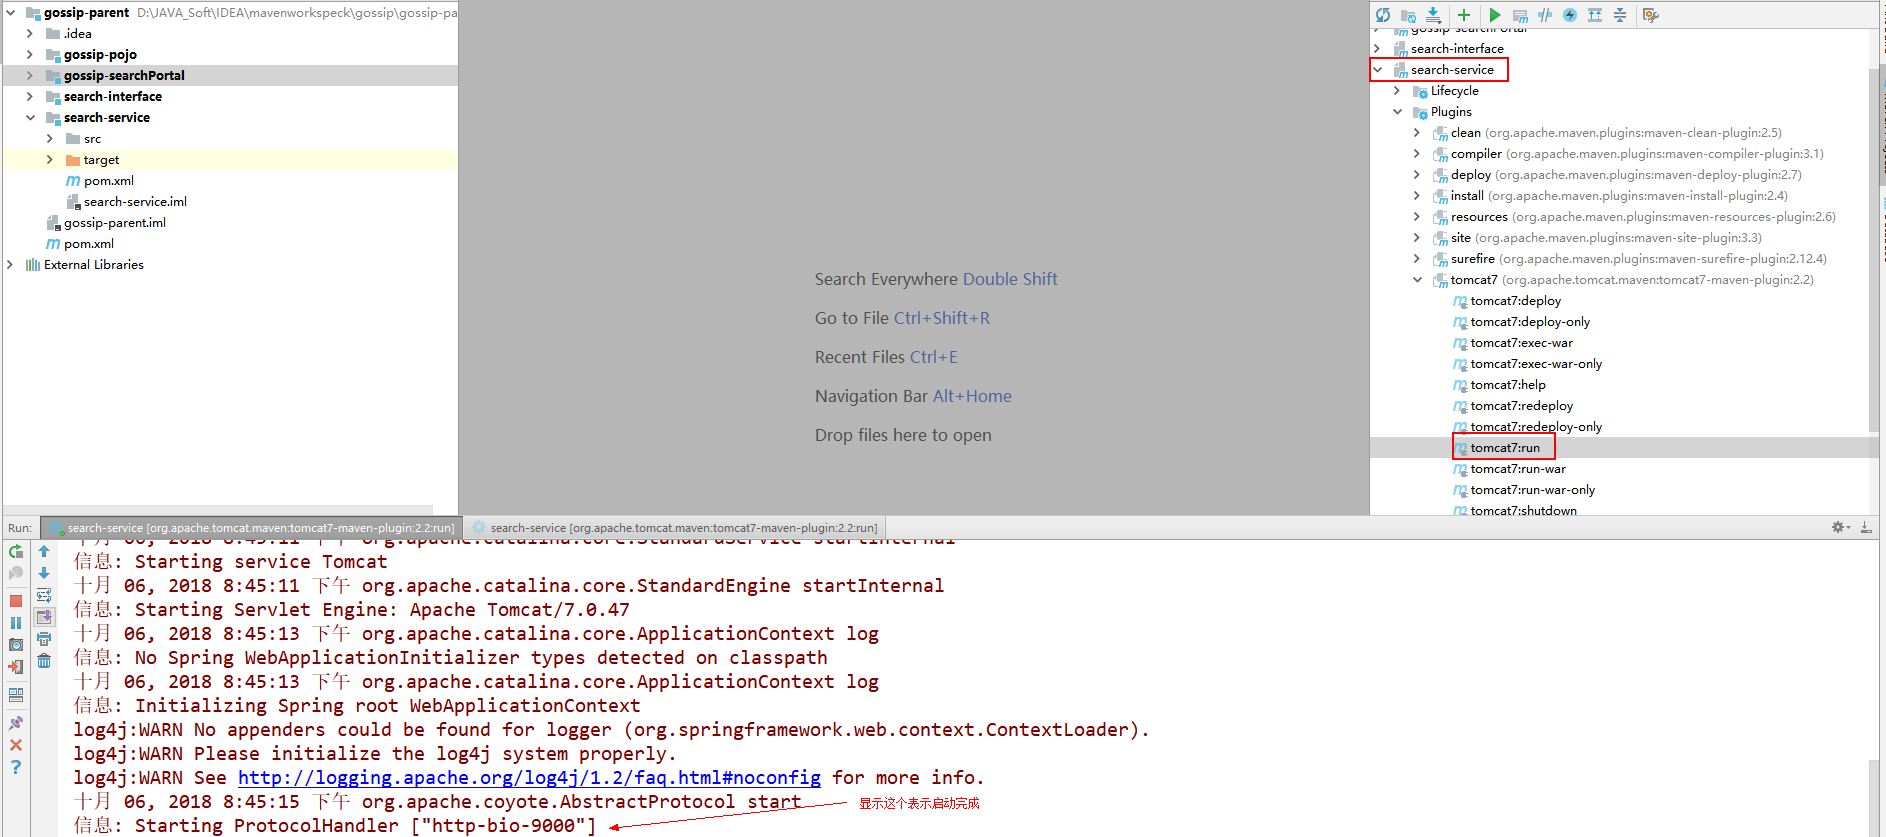 gossip-parent D:\JAVA_Soft\IDEA\mavenworkspeck\gossip\gossip-pa
.idea
gossip-pojo
gossip-searchPortal
search-interface
search-service
src
target
pom.xml
search-service.iml
gossip-parent.iml
pom.xml
External Libraries
Search Everywhere Double Shift
Go to File Ctrl+Shift+R
Recent Files Ctrl+E
Navigation Bar Alt+Home
Drop files here to open
gossip-searchPortal
search-interface
search-service
Lifecycle
Plugins
clean (org.apache.maven.plugins:maven-clean-plugin:2.5)
compiler (org.apache.maven.plugins:maven-compiler-plugin:3.1)
deploy (org.apache.maven.plugins:maven-deploy-plugin:2.7)
install (org.apache.maven.plugins:maven-install-plugin:2.4)
resources (org.apache.maven.plugins:maven-resources-plugin:2.6)
site (org.apache.maven.plugins:maven-site-plugin:3.3)
surefire (org.apache.maven.plugins:maven-surefire-plugin:2.12.4)
tomcat7 (org.apache.tomcat.maven:tomcat7-maven-plugin:2.2)
tomcat7:deploy
tomcat7:deploy-only
tomcat7:exec-war
tomcat7:exec-war-only
tomcat7:help
tomcat7:redeploy
tomcat7:redeploy-only
tomcat7:run
tomcat7:run-war
tomcat7:run-war-only
tomcat7:shutdown
Run: search-service [org.apache.tomcat.maven:tomcat7-maven-plugin:2.2:run] search-service [org.apache.tomcat.maven:tomcat7-maven-plugin:2.2:run]
十月 06, 2018 8:45:11 下午 org.apache.catalina.core.StandardService startInternal
信息: Starting service Tomcat
十月 06, 2018 8:45:11 下午 org.apache.catalina.core.StandardEngine startInternal
信息: Starting Servlet Engine: Apache Tomcat/7.0.47
十月 06, 2018 8:45:13 下午 org.apache.catalina.core.ApplicationContext log
信息: No Spring WebApplicationInitializer types detected on classpath
十月 06, 2018 8:45:13 下午 org.apache.catalina.core.ApplicationContext log
信息: Initializing Spring root WebApplicationContext
log4j:WARN No appenders could be found for logger (org.springframework.web.context.ContextLoader).
log4j:WARN Please initialize the log4j system properly.
log4j:WARN See http://logging.apache.org/log4j/1.2/faq.html#noconfig for more info.
十月 06, 2018 8:45:15 下午 org.apache.coyote.AbstractProtocol start
显示这个表示启动完成
信息: Starting ProtocolHandler ["http-bio-9000"]